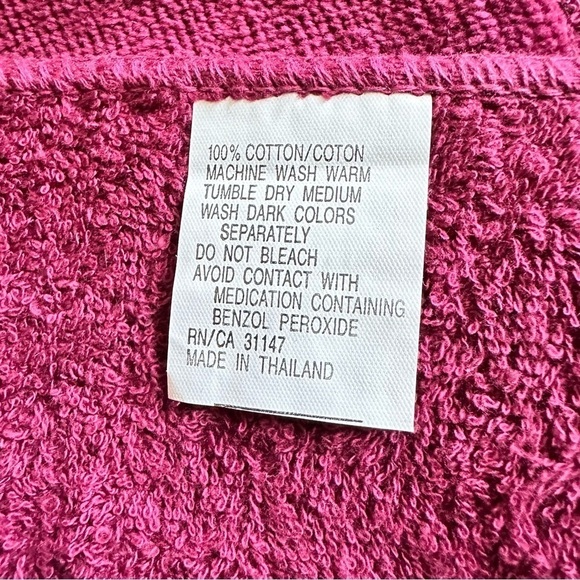 100% COTTON/COTON
MACHINE WASH WARM
TUMBLE DRY MEDIUM
WASH DARK COLORS
SEPARATELY
DO NOT BLEACH
AVOID CONTACT WITH
MEDICATION CONTAINING
BENZOL PEROXIDE
RN/CA 31147
MADE IN THAILAND